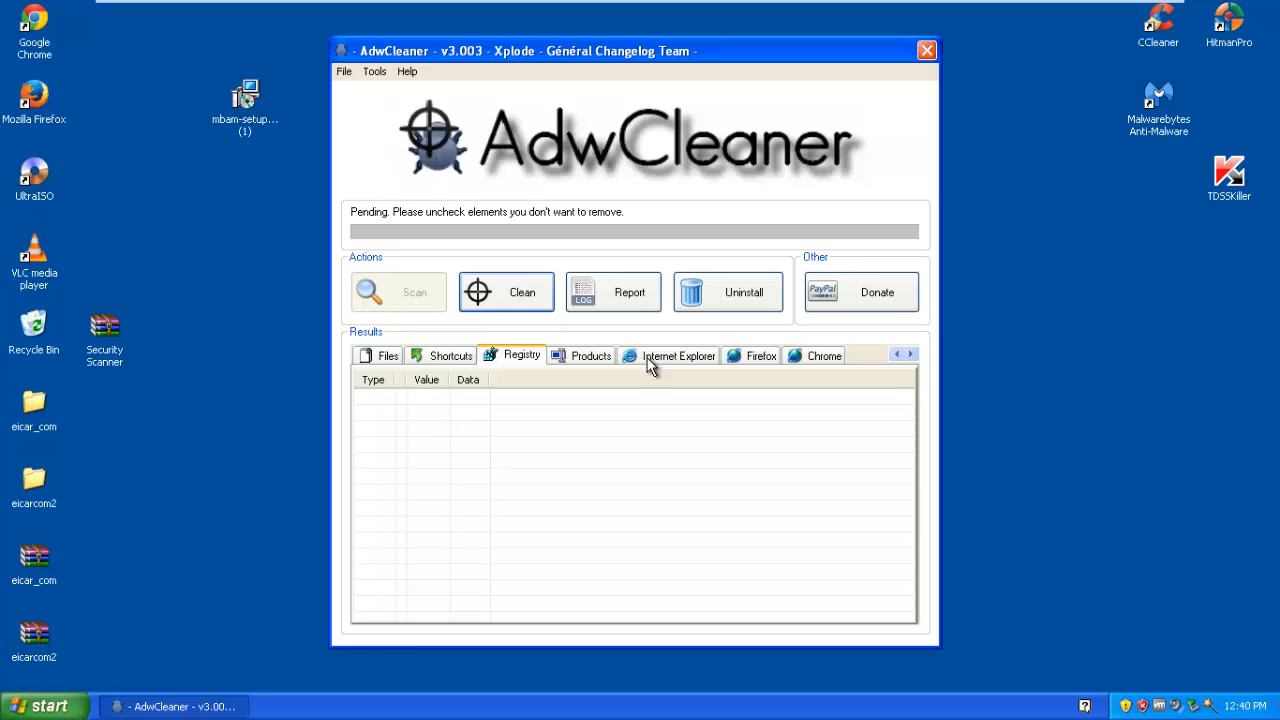 Google
Chrome
Mozilla Firefox
UltraISO
VLC media
player
Recycle Bin
Security
Scanner
eicar_com
eicarcom2
eicar_com
eicarcom2
mbam-setup...
(1)
CCleaner
HitmanPro
Malwarebytes
Anti-Malware
TDSSKiller
- AdwCleaner - v3.003 - Xplode - Général Changelog Team -
File Tools Help
AdwCleaner
Pending. Please uncheck elements you don't want to remove.
Actions
Other
Scan
Clean
LOG
Report
Uninstall
PayPal
Donate
Results
Files Shortcuts Registry Products Internet Explorer Firefox Chrome
Type Value Data
start
- AdwCleaner - v3.00...
12:40 PM